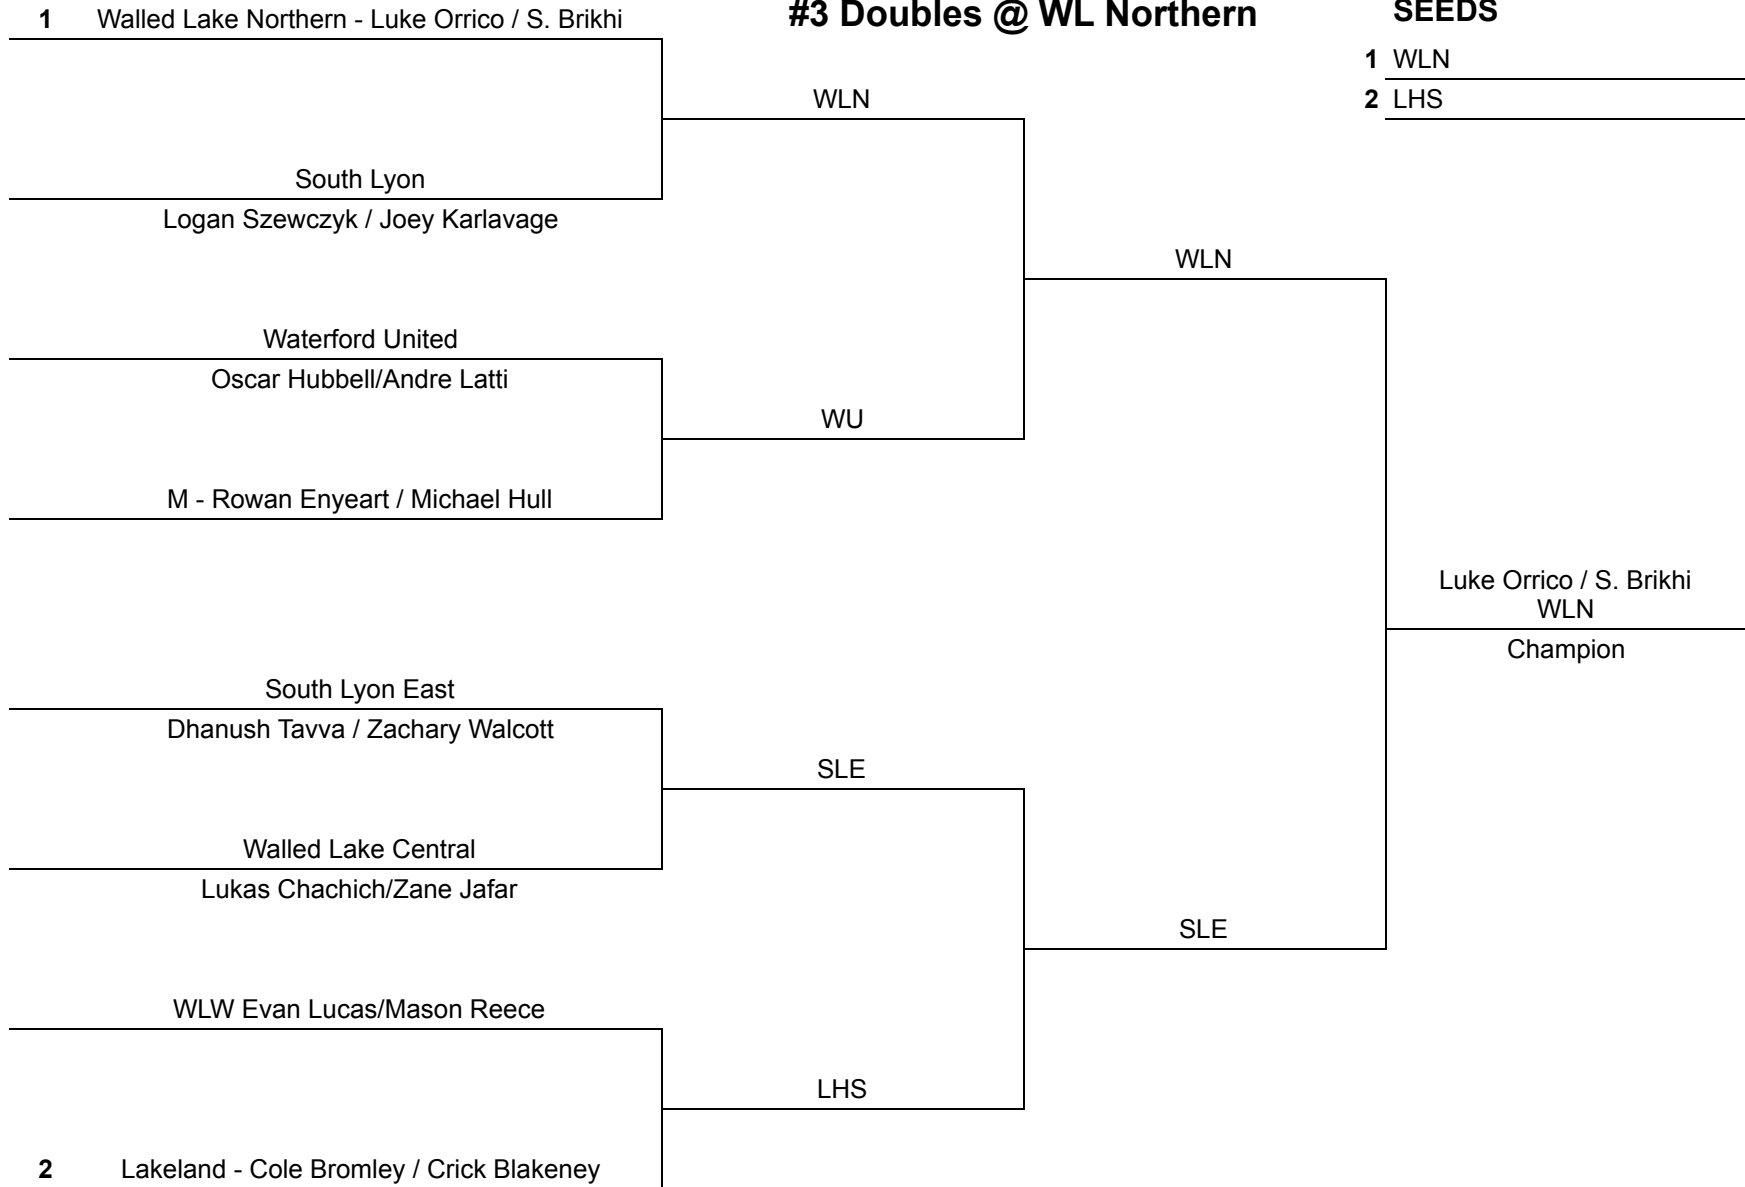 #3 Doubles @ WL Northern
SEEDS
1 WLN
2 LHS
1 Walled Lake Northern - Luke Orrico / S. Brikhi
WLN
South Lyon
Logan Szewczyk / Joey Karlavage
WLN
Waterford United
Oscar Hubbell/Andre Latti
WU
M - Rowan Enyeart / Michael Hull
Luke Orrico / S. Brikhi
WLN
Champion
South Lyon East
Dhanush Tavva / Zachary Walcott
SLE
Walled Lake Central
Lukas Chachich/Zane Jafar
SLE
WLW Evan Lucas/Mason Reece
LHS
2 Lakeland - Cole Bromley / Crick Blakeney